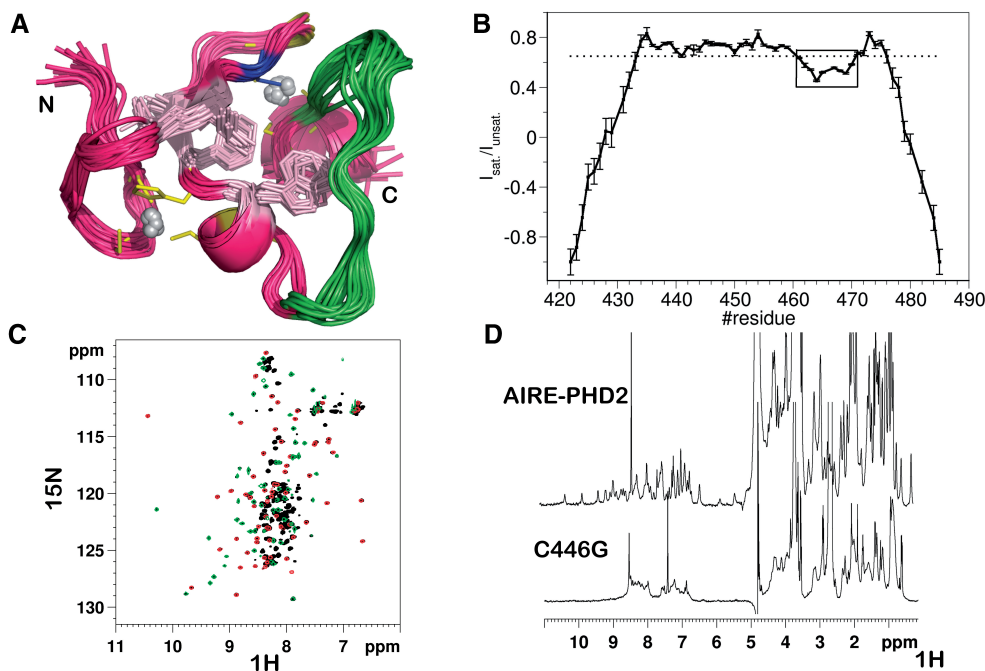 A
N
C
B
0.8
0.4
0
-0.4
-0.8
Isat./Iunsat.
420 430 440 450 460 470 480 490
#residue
C
ppm
110
115
120
125
130
15N
11 10 9 8 7 ppm
1H
D
AIRE-PHD2
C446G
10 9 8 7 6 5 4 3 2 ppm
1H